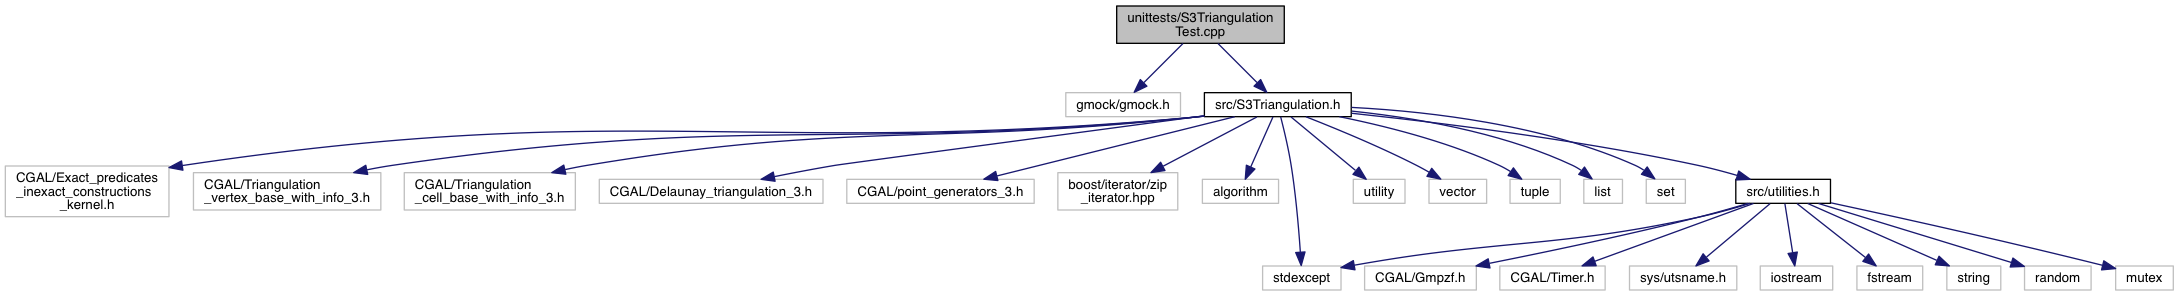 unittests/S3Triangulation
Test.cpp
gmock/gmock.h
src/S3Triangulation.h
CGAL/Exact_predicates
_inexact_constructions
_kernel.h
CGAL/Triangulation
_vertex_base_with_info_3.h
CGAL/Triangulation
_cell_base_with_info_3.h
CGAL/Delaunay_triangulation_3.h
CGAL/point_generators_3.h
boost/iterator/zip
_iterator.hpp
algorithm
utility
vector
tuple
list
set
src/utilities.h
stdexcept
CGAL/Gmpzf.h
CGAL/Timer.h
sys/utsname.h
iostream
fstream
string
random
mutex